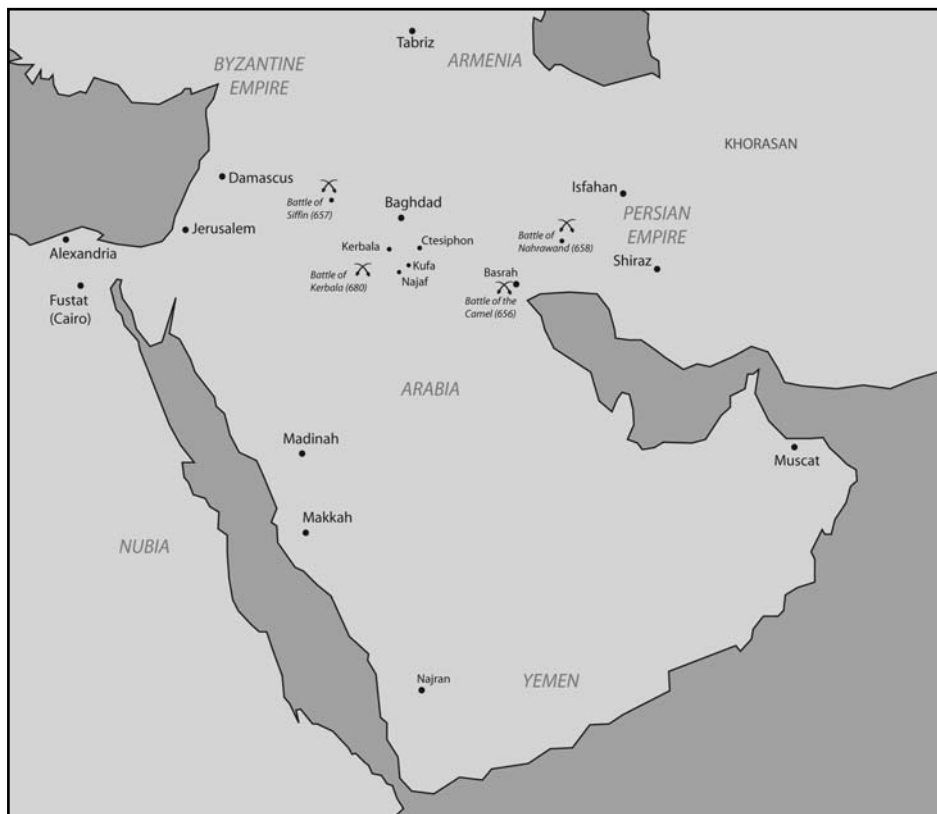 Tabriz
BYZANTINE
EMPIRE
ARMENIA
KHORASAN
Damascus
Battle of
Siffin (657)
Baghdad
Isfahan
PERSIAN
EMPIRE
Jerusalem
Alexandria
Kerbala
Ctesiphon
Battle of
Nahrawand (658)
Shiraz
Kufa
Najaf
Battle of
Kerbala (680)
Basrah
Battle of the
Camel (656)
Fustat
(Cairo)
ARABIA
Madinah
Muscat
Makkah
NUBIA
Najran
YEMEN